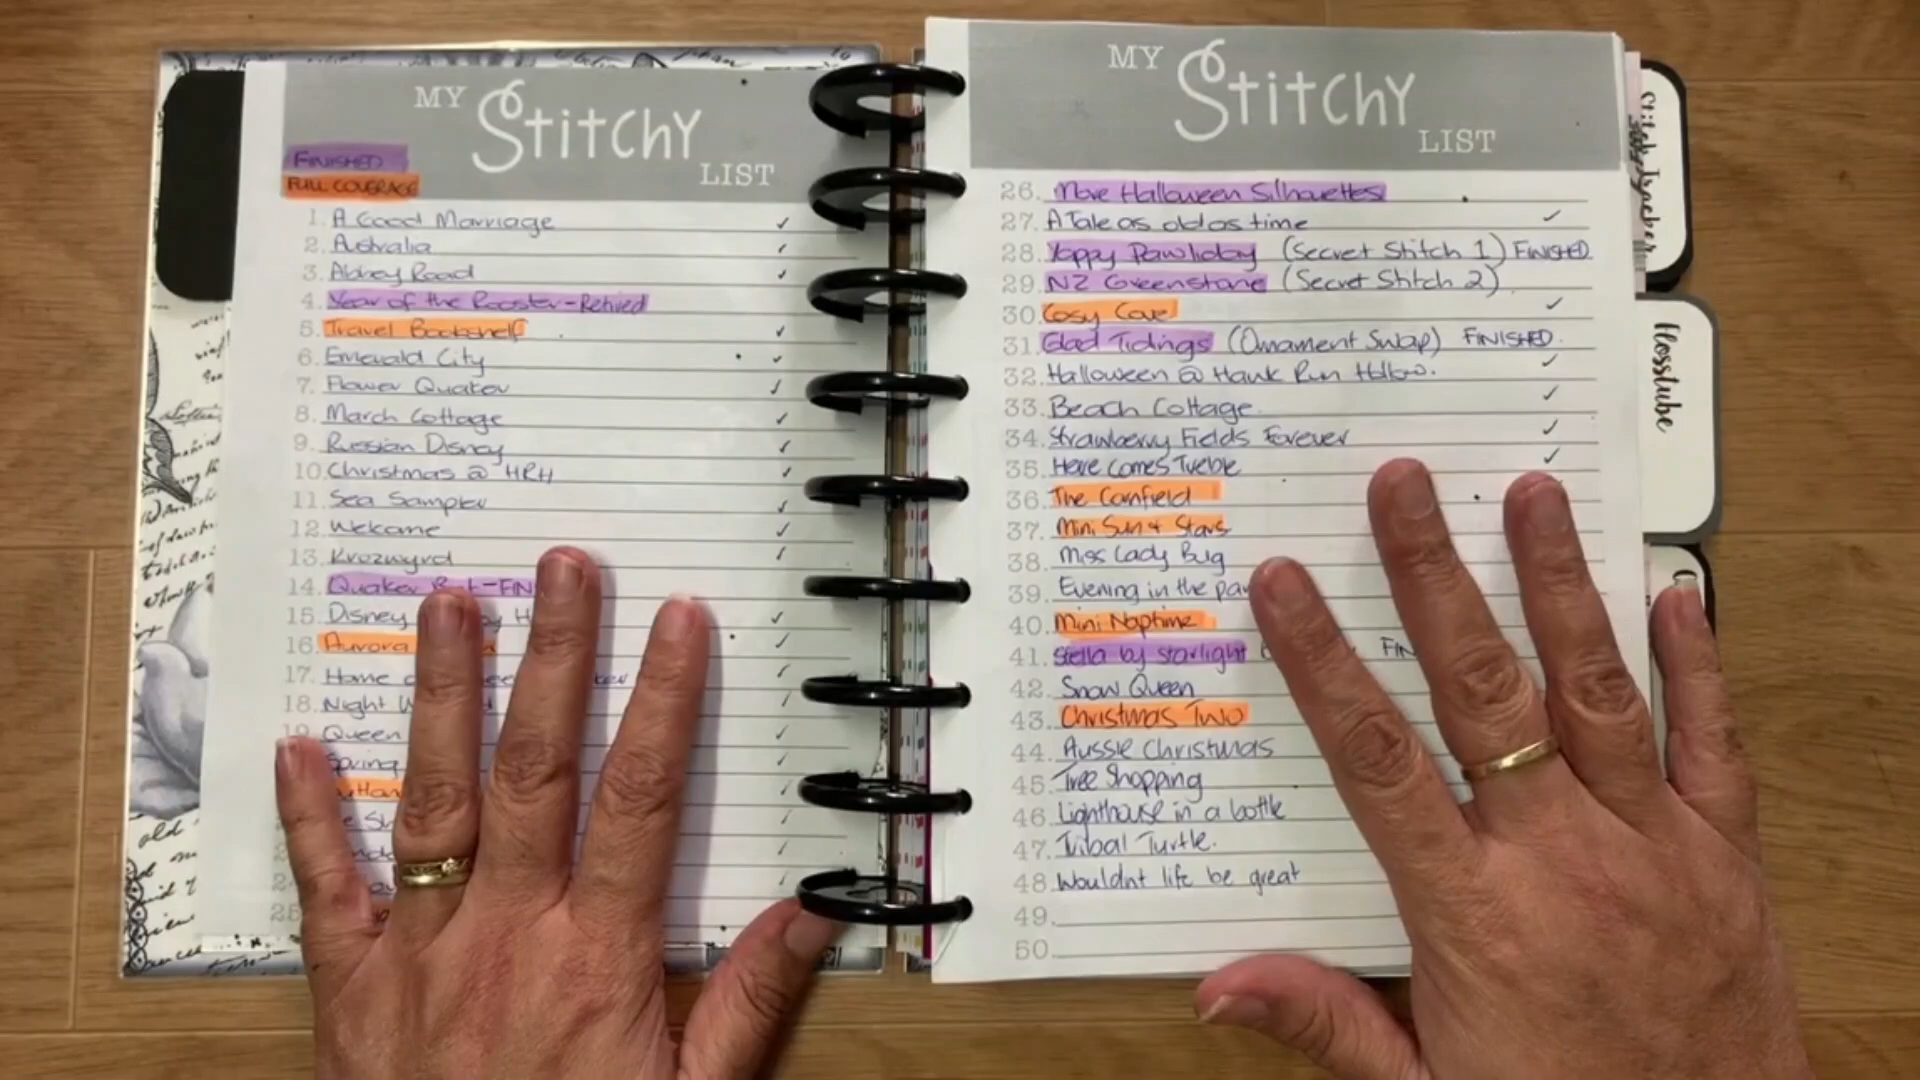 MY Stitchy LIST
FINISHED
FULL COVERAGE
1. A Good Marriage ✓
2. Australia ✓
3. Abbey Road ✓
4. Year of the Rooster-Retired
5. Travel Bookshelf ✓
6. Emerald City ✓
7. Flower Quaker ✓
8. March Cottage ✓
9. Russian Disney ✓
10. Christmas @ HRH ✓
11. Sea Sampler ✓
12. Welcome ✓
13. Krozwyrd ✓
14. Quaker
15. Disney ✓
16. Aurora ✓
17. Home ✓
18. Night ✓
19. Queen ✓
Spring ✓
25
MY Stitchy LIST
26. More Halloween Silhouettes
27. A Tale as old as time ✓
28. Yappy Pawliday (Secret Stitch 1) FINISHED
29. NZ Greenstone (Secret Stitch 2)
30. Cosy Cove ✓
31. Glad Tidings (Ornament Swap) FINISHED.
32. Halloween @ Hawk Run Hollow. ✓
33. Beach Cottage ✓
34. Strawberry Fields Forever ✓
35. Here Comes Treble ✓
36. The Cornfield
37. Mini Sun & Stars
38. Miss Lady Bug
39. Evening in the
40. Mini Naptime
41. Stella by starlight
42. Snow Queen
43. Christmas Two
44. Aussie Christmas
45. Tree Shopping
46. Lighthouse in a bottle
47. Tribal Turtle.
48. Wouldnt life be great
49.
50.
flosstube